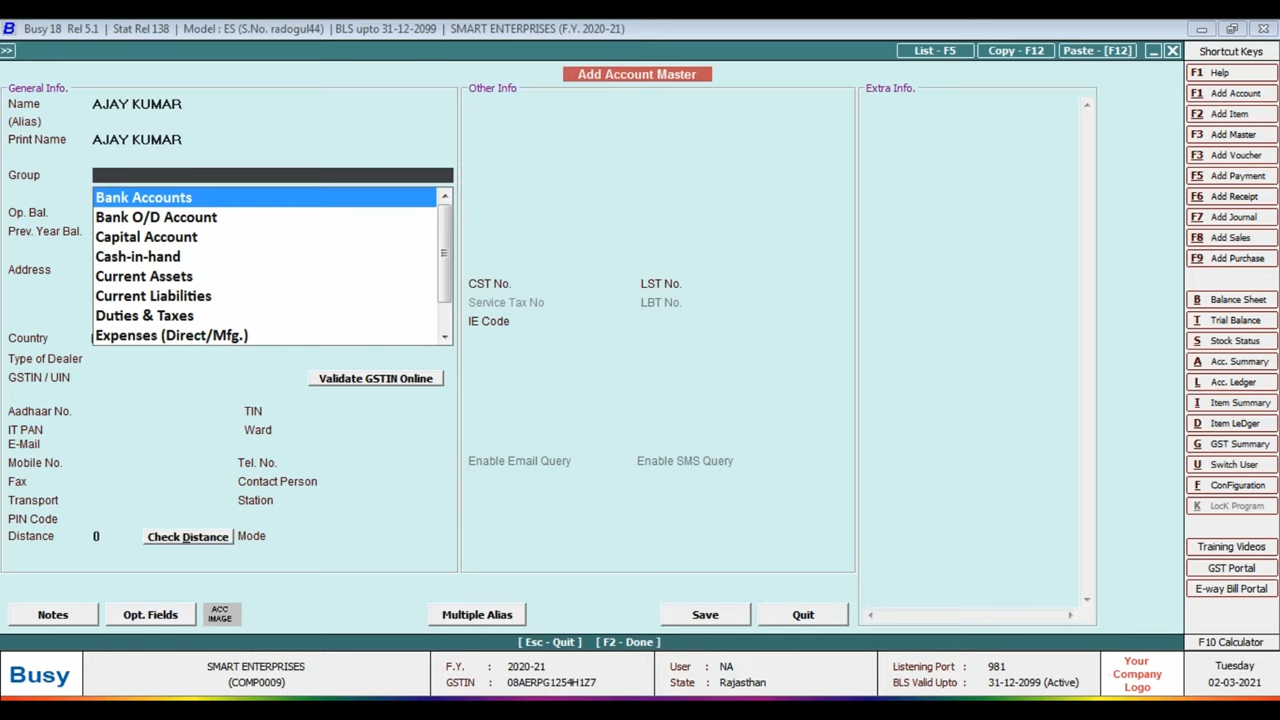 Busy 18 Rel 5.1 | Stat Rel 138 | Model : ES (S.No. radogul44) | BLS upto 31-12-2099 | SMART ENTERPRISES (F.Y. 2020-21)
>> List - F5 Copy - F12 Paste - [F12]
Add Account Master
General Info.
Name AJAY KUMAR
(Alias)
Print Name AJAY KUMAR
Group
Bank Accounts
Bank O/D Account
Capital Account
Cash-in-hand
Current Assets
Current Liabilities
Duties & Taxes
Expenses (Direct/Mfg.)
Op. Bal.
Prev. Year Bal.
Address
Country
Type of Dealer
GSTIN / UIN Validate GSTIN Online
Aadhaar No. TIN
IT PAN Ward
E-Mail
Mobile No. Tel. No.
Fax Contact Person
Transport Station
PIN Code
Distance 0 Check Distance Mode
Other Info
CST No. LST No.
Service Tax No LBT No.
IE Code
Enable Email Query Enable SMS Query
Extra Info.
Notes Opt. Fields ACC IMAGE Multiple Alias Save Quit
[ Esc - Quit ] [ F2 - Done ]
Shortcut Keys
F1 Help
F1 Add Account
F2 Add Item
F3 Add Master
F3 Add Voucher
F5 Add Payment
F6 Add Receipt
F7 Add Journal
F8 Add Sales
F9 Add Purchase
B Balance Sheet
T Trial Balance
S Stock Status
A Acc. Summary
L Acc. Ledger
I Item Summary
D Item LeDger
G GST Summary
U Switch User
F ConFiguration
K LocK Program
Training Videos
GST Portal
E-way Bill Portal
F10 Calculator
Busy
SMART ENTERPRISES
(COMP0009)
F.Y. : 2020-21
GSTIN : 08AERPG1254H1Z7
User : NA
State : Rajasthan
Listening Port : 981
BLS Valid Upto : 31-12-2099 (Active)
Your
Company
Logo
Tuesday
02-03-2021